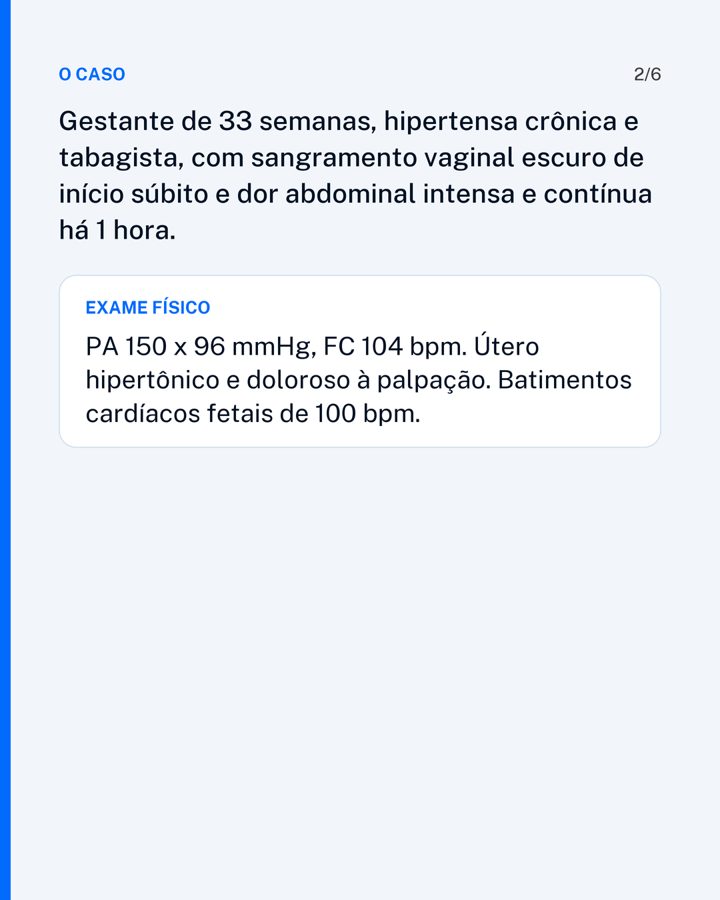 O CASO
2/6
Gestante de 33 semanas, hipertensa crônica e
tabagista, com sangramento vaginal escuro de
início súbito e dor abdominal intensa e contínua
há 1 hora.
EXAME FÍSICO
PA 150 x 96 mmHg, FC 104 bpm. Útero
hipertônico e doloroso à palpação. Batimentos
cardíacos fetais de 100 bpm.